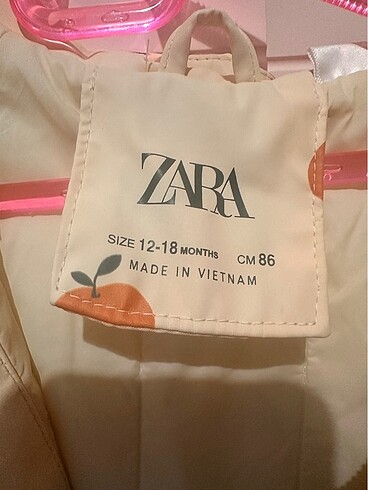 ZARA
SIZE 12-18 MONTHS CM 86
MADE IN VIETNAM